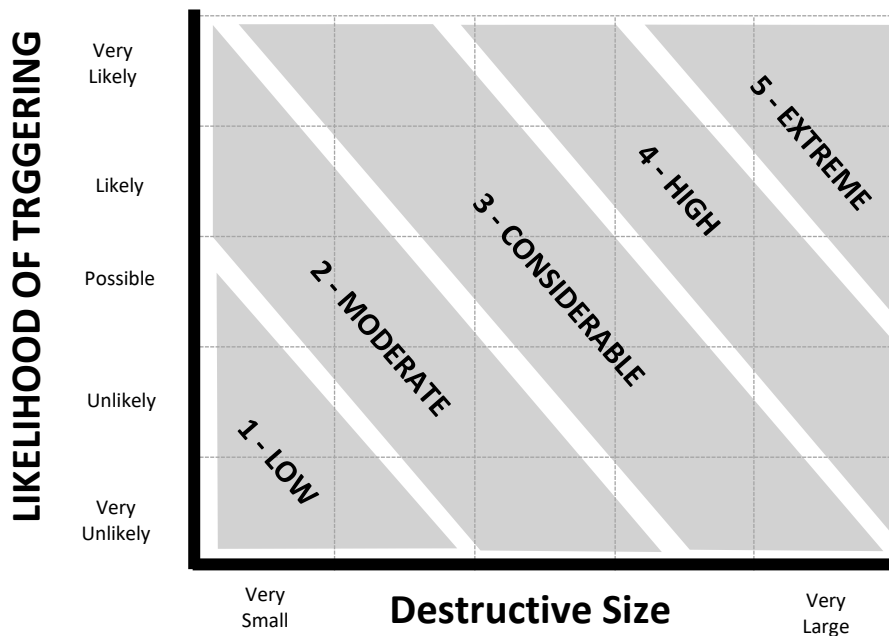 LIKELIHOOD OF TRGGERING
Very
Likely
Likely
Possible
Unlikely
Very
Unlikely
1 - LOW
2 - MODERATE
3 - CONSIDERABLE
4 - HIGH
5 - EXTREME
Very
Small
Destructive Size
Very
Large